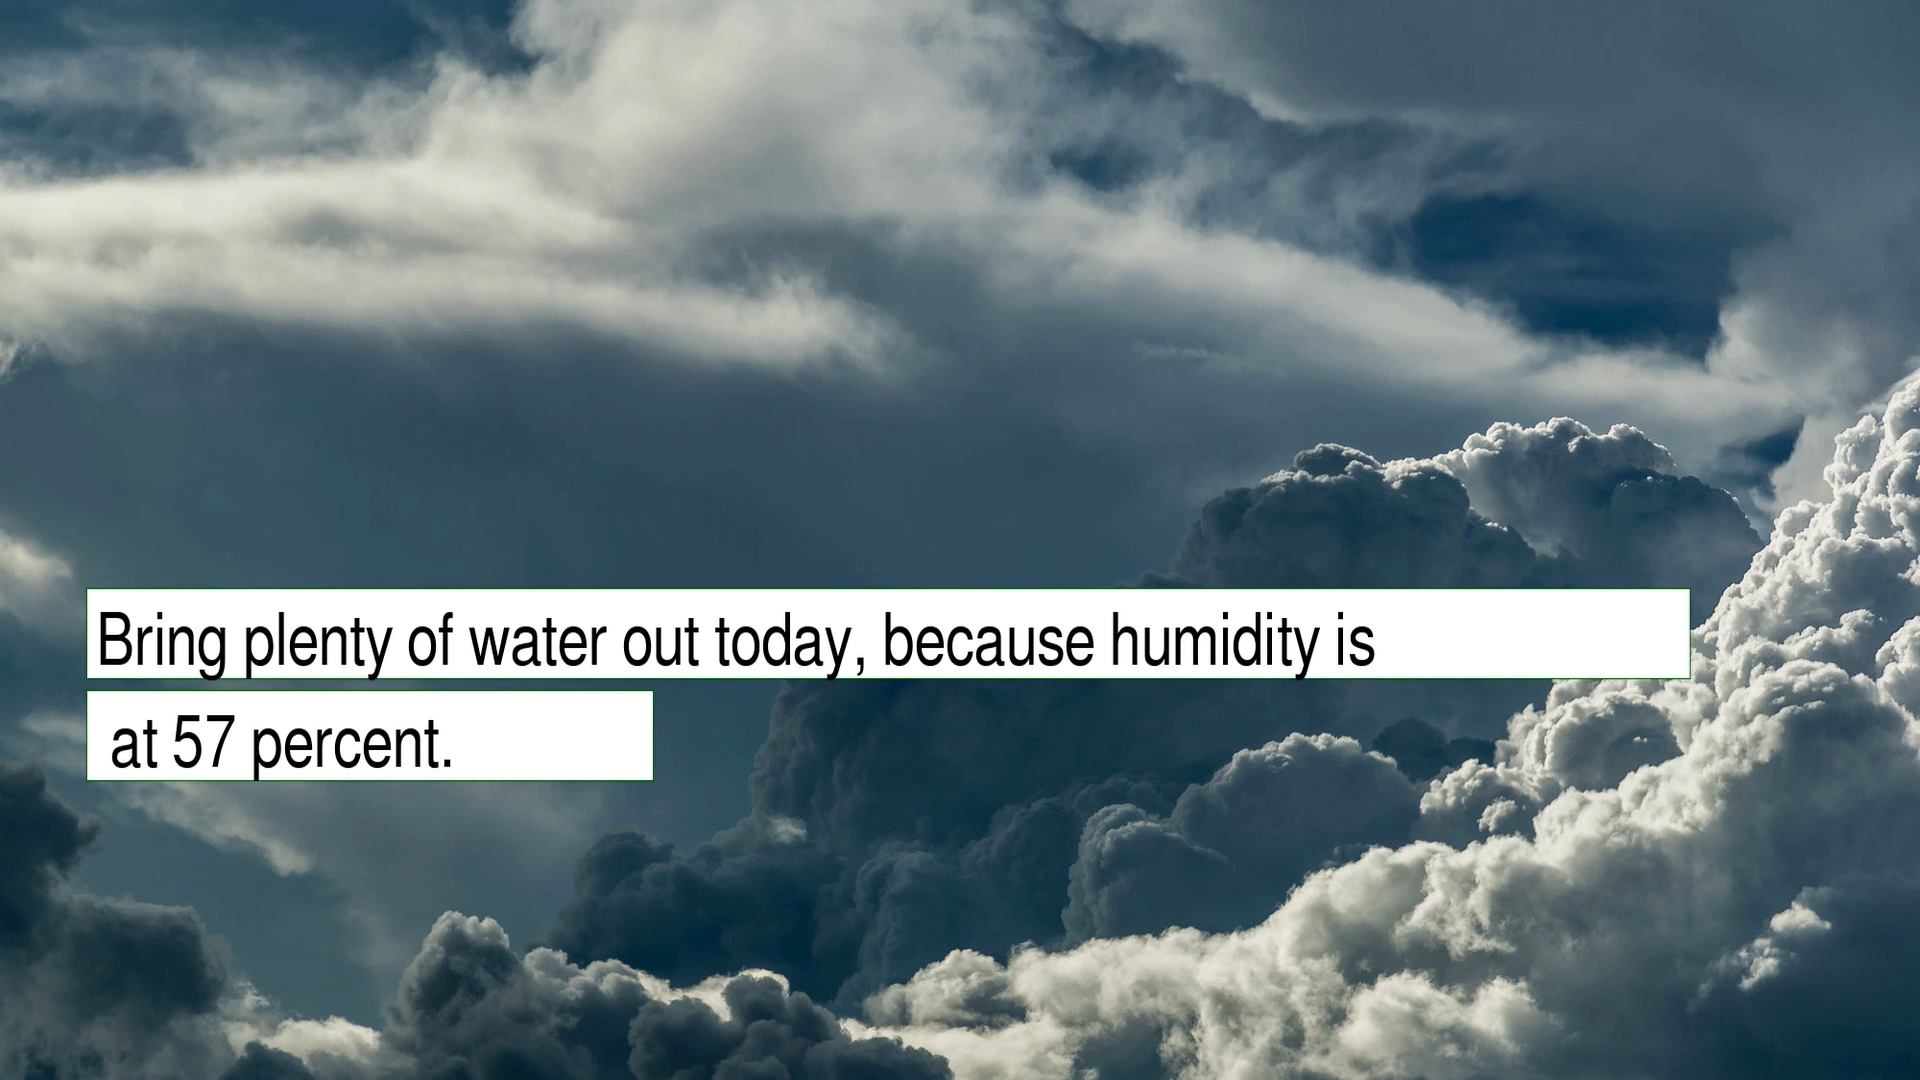 Bring plenty of water out today, because humidity is
at 57 percent.